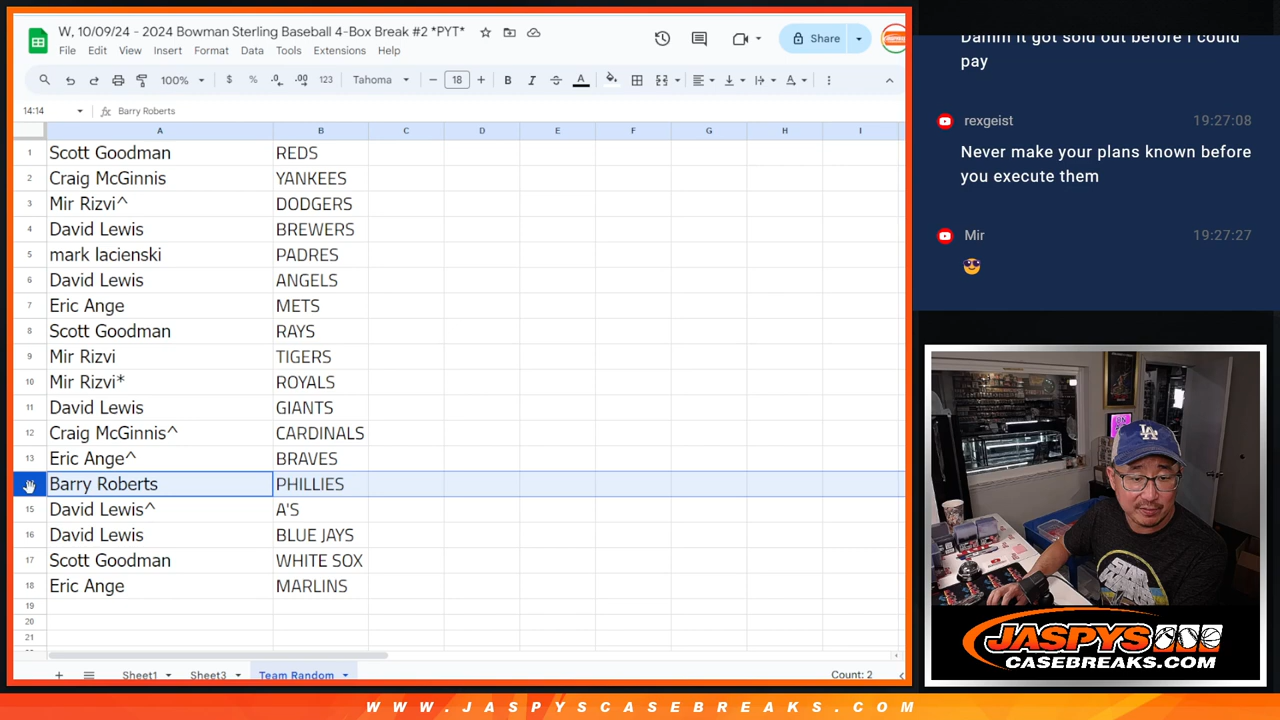 W, 10/09/24 - 2024 Bowman Sterling Baseball 4-Box Break #2 *PYT*
File Edit View Insert Format Data Tools Extensions Help
Share
100% $ % .0 .00 123 Tahoma 18 B I A
14:14 fx Barry Roberts
A B C D E F G H I
1 Scott Goodman REDS
2 Craig McGinnis YANKEES
3 Mir Rizvi^ DODGERS
4 David Lewis BREWERS
5 mark lacienski PADRES
6 David Lewis ANGELS
7 Eric Ange METS
8 Scott Goodman RAYS
9 Mir Rizvi TIGERS
10 Mir Rizvi* ROYALS
11 David Lewis GIANTS
12 Craig McGinnis^ CARDINALS
13 Eric Ange^ BRAVES
Barry Roberts PHILLIES
15 David Lewis^ A'S
16 David Lewis BLUE JAYS
17 Scott Goodman WHITE SOX
18 Eric Ange MARLINS
19
20
21
Sheet1 Sheet3 Team Random Count: 2
Damm it got sold out before I could
pay
rexgeist 19:27:08
Never make your plans known before
you execute them
Mir 19:27:27
LA
STAR
JASPYS
CASEBREAKS.COM
WWW.JASPYSCASEBREAKS.COM